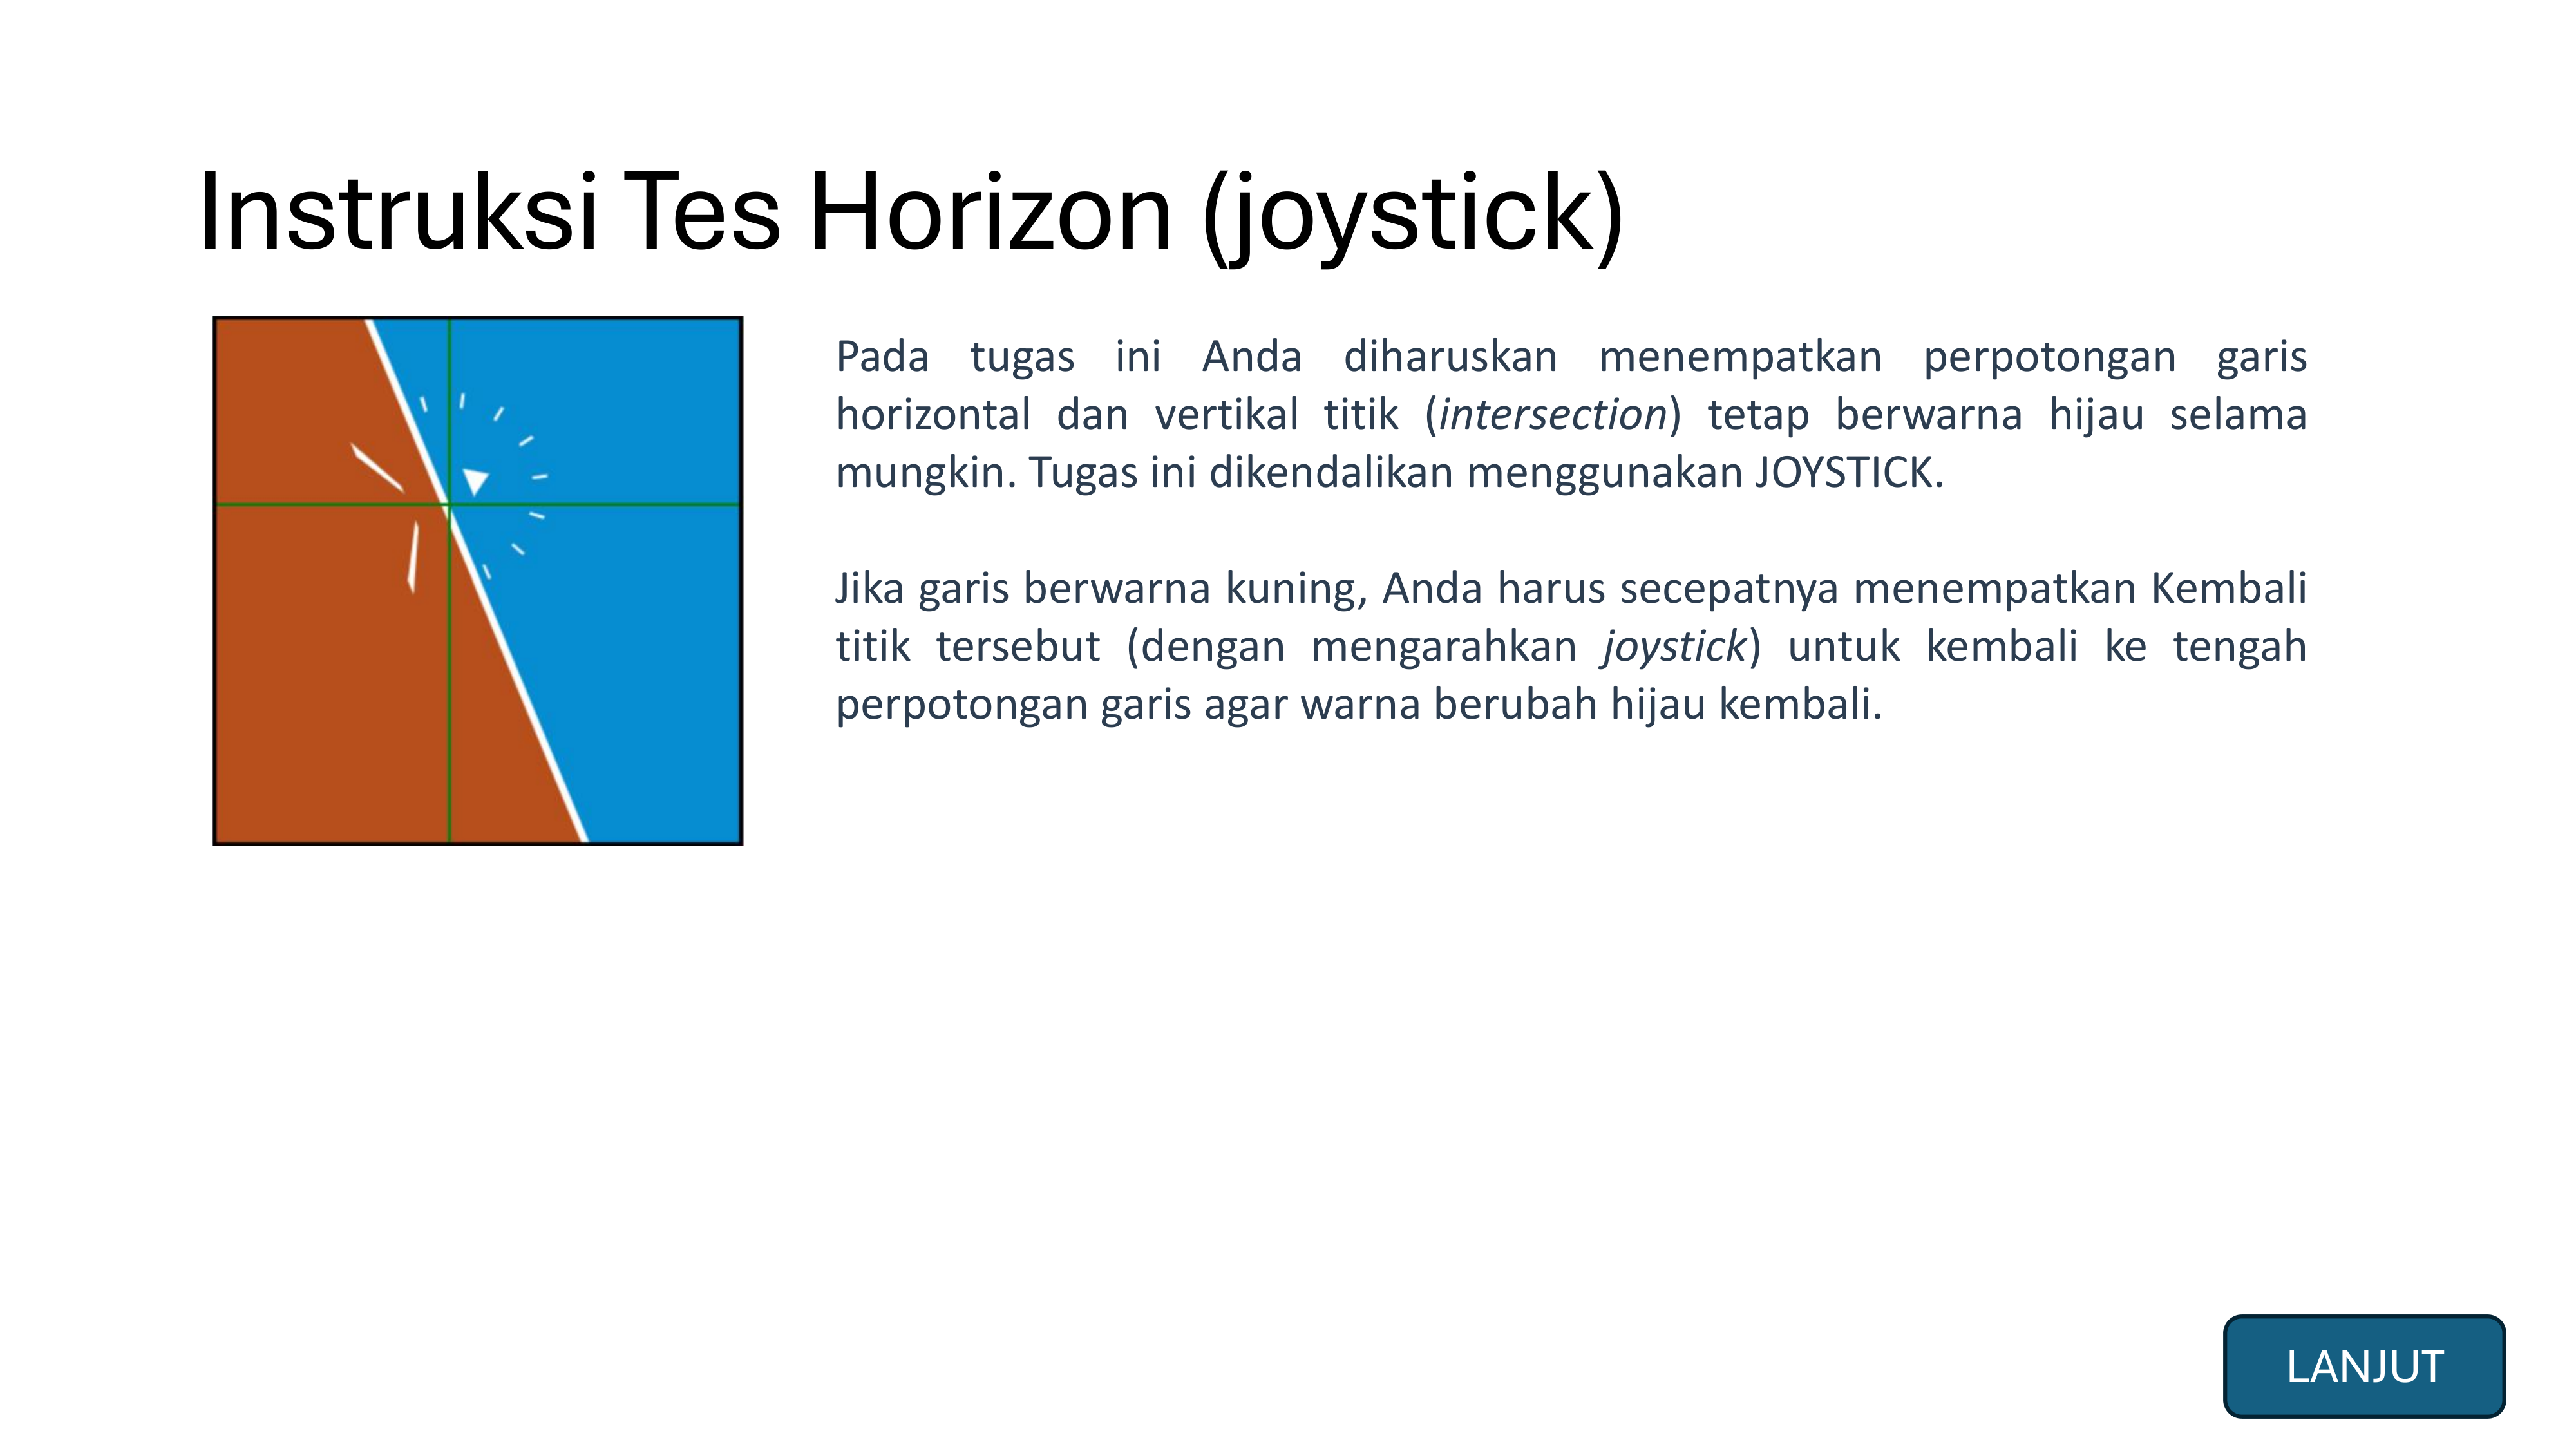 Instruksi Tes Horizon (joystick)
Pada tugas ini Anda diharuskan menempatkan perpotongan garis
horizontal dan vertikal titik (intersection) tetap berwarna hijau selama
mungkin. Tugas ini dikendalikan menggunakan JOYSTICK.
Jika garis berwarna kuning, Anda harus secepatnya menempatkan Kembali
titik tersebut (dengan mengarahkan joystick) untuk kembali ke tengah
perpotongan garis agar warna berubah hijau kembali.
LANJUT